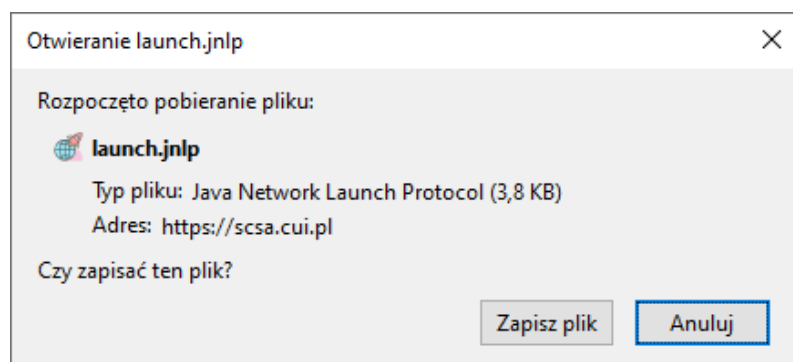 Otwieranie launch.jnlp
Rozpoczęto pobieranie pliku:
launch.jnlp
Typ pliku: Java Network Launch Protocol (3,8 KB)
Adres: https://scsa.cui.pl
Czy zapisać ten plik?
Zapisz plik Anuluj